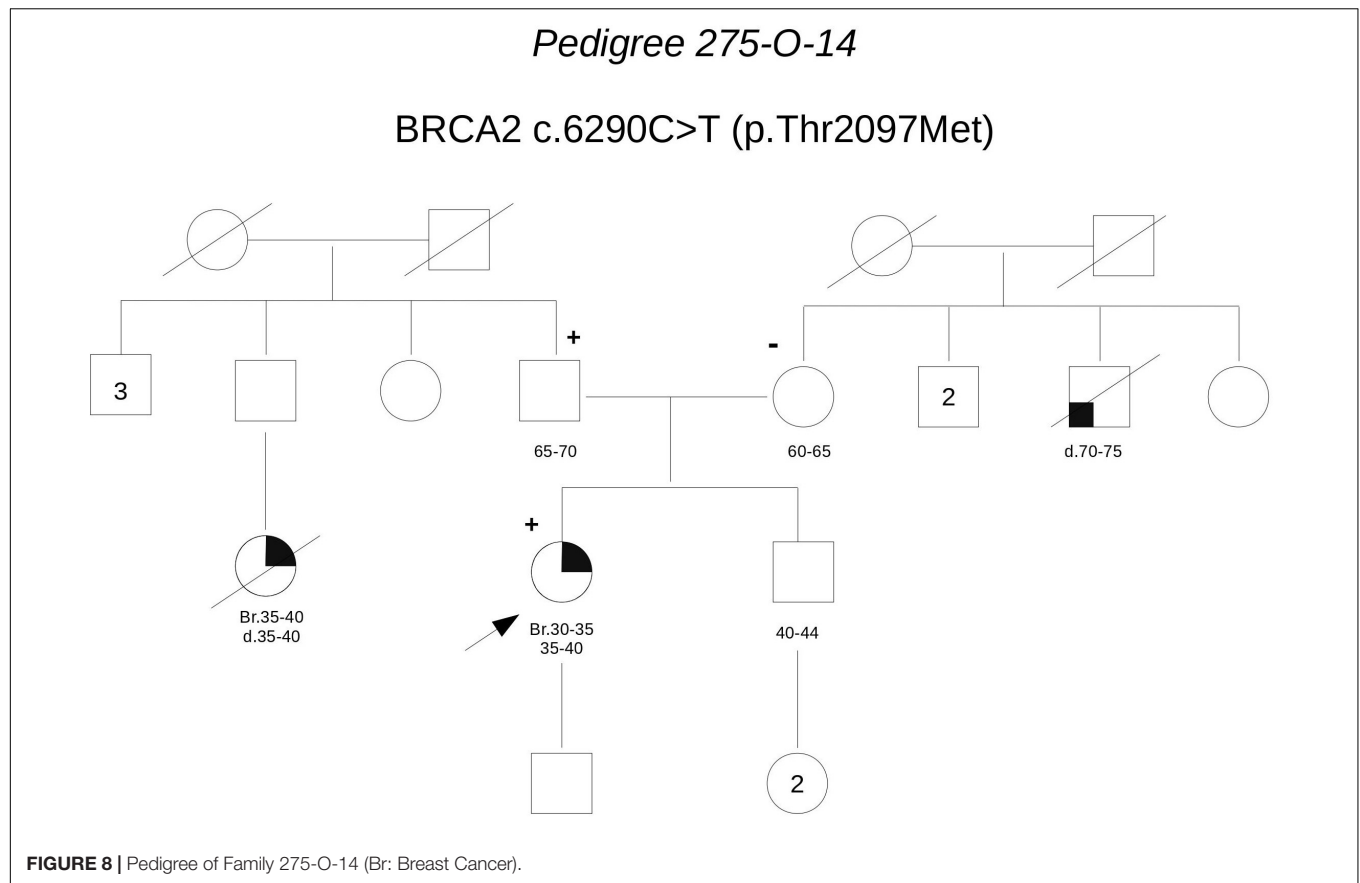 Pedigree 275-O-14
BRCA2 c.6290C>T (p.Thr2097Met)
+
-
3
2
65-70
60-65
d.70-75
+
Br.35-40
d.35-40
Br.30-35
35-40
40-44
2
FIGURE 8 | Pedigree of Family 275-O-14 (Br: Breast Cancer).